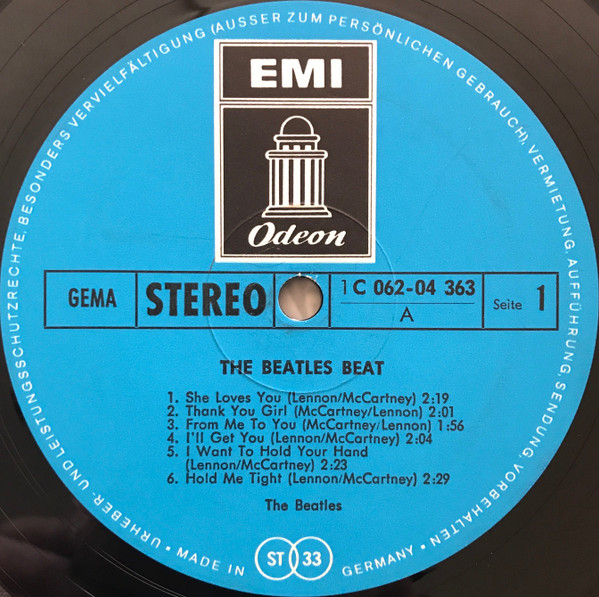 URHEBER- UND LEISTUNGSSCHUTZRECHTE, BESONDERS VERVIELFÄLTIGUNG (AUSSER ZUM PERSÖNLICHEN GEBRAUCH), VERMIETUNG, AUFFÜHRUNG, SENDUNG, VORBEHALTEN
EMI
Odeon
GEMA
STEREO
1 C 062-04 363
A
Seite 1
THE BEATLES BEAT
1. She Loves You (Lennon/McCartney) 2:19
2. Thank You Girl (McCartney/Lennon) 2:01
3. From Me To You (McCartney/Lennon) 1:56
4. I'll Get You (Lennon/McCartney) 2:04
5. I Want To Hold Your Hand
(Lennon/McCartney) 2:23
6. Hold Me Tight (Lennon/McCartney) 2:29
The Beatles
• MADE IN GERMANY •
ST 33